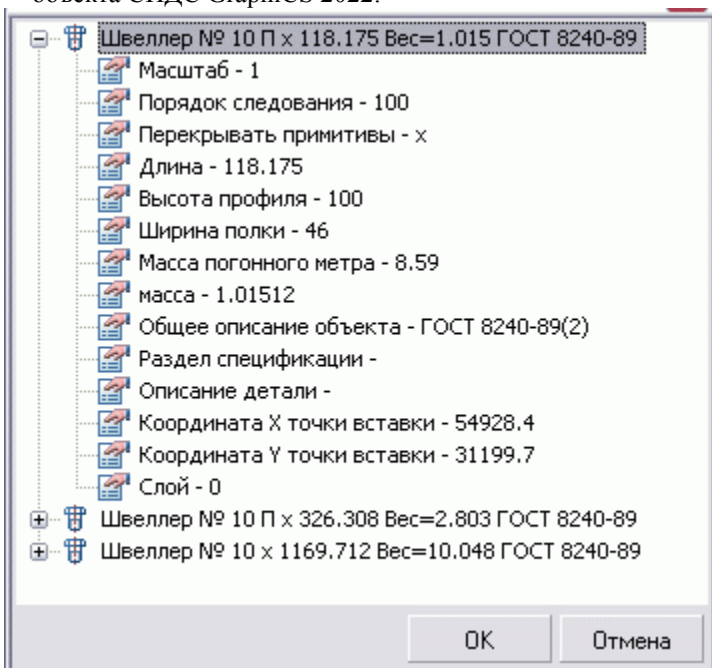 объекта СПДС GraphiCS 2022.
Швеллер № 10 П x 118.175 Вес=1.015 ГОСТ 8240-89
Масштаб - 1
Порядок следования - 100
Перекрывать примитивы - x
Длина - 118.175
Высота профиля - 100
Ширина полки - 46
Масса погонного метра - 8.59
масса - 1.01512
Общее описание объекта - ГОСТ 8240-89(2)
Раздел спецификации -
Описание детали -
Координата X точки вставки - 54928.4
Координата Y точки вставки - 31199.7
Слой - 0
Швеллер № 10 П x 326.308 Вес=2.803 ГОСТ 8240-89
Швеллер № 10 x 1169.712 Вес=10.048 ГОСТ 8240-89
OK Отмена